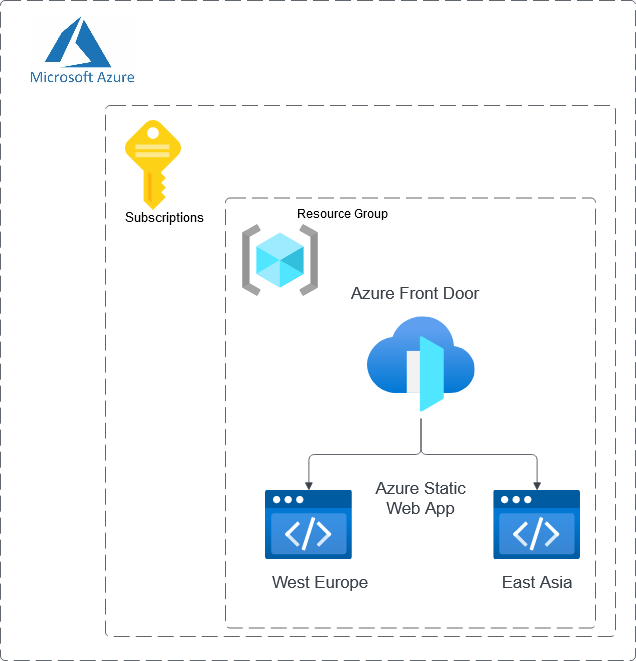 Microsoft Azure
Subscriptions
Resource Group
Azure Front Door
Azure Static
Web App
West Europe
East Asia